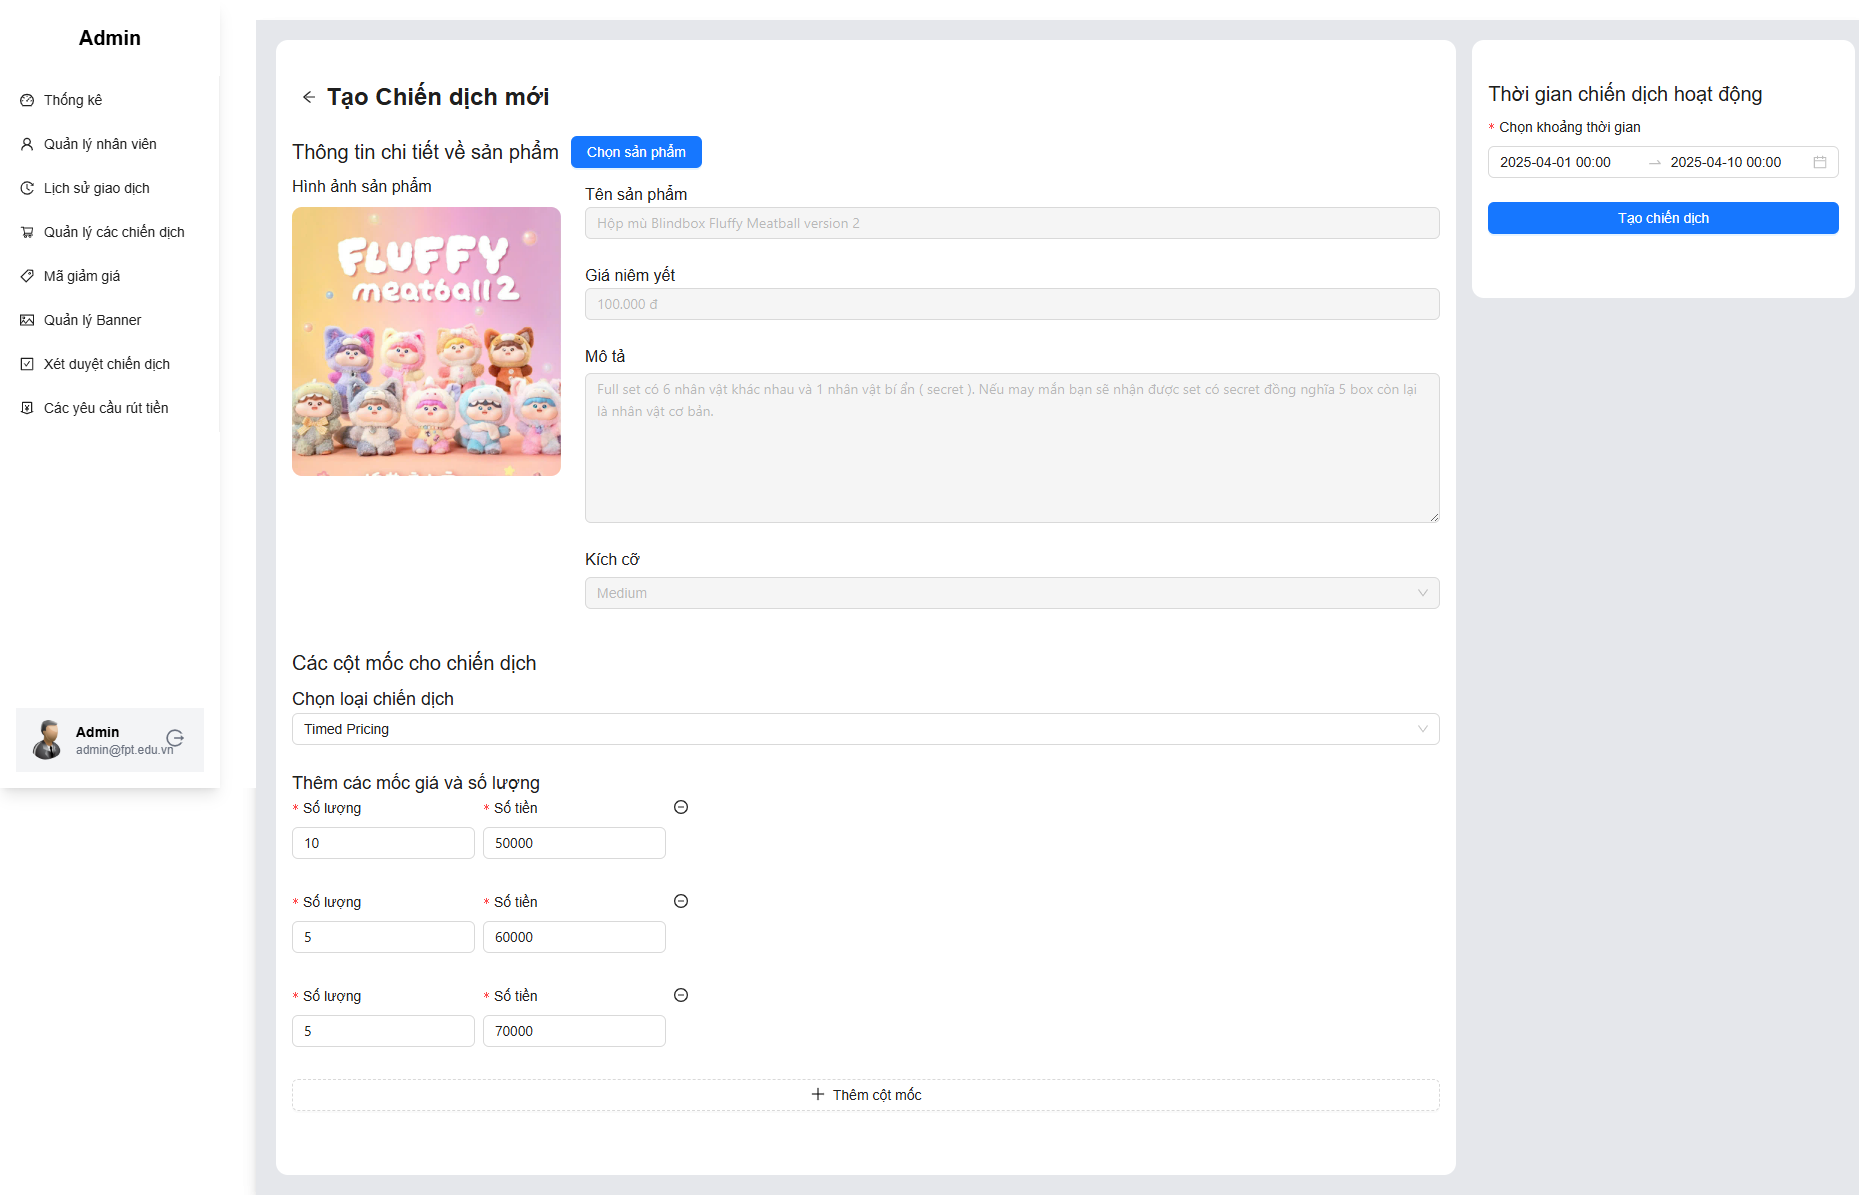 Admin
Thống kê
Quản lý nhân viên
Lịch sử giao dịch
Quản lý các chiến dịch
Mã giảm giá
Quản lý Banner
Xét duyệt chiến dịch
Các yêu cầu rút tiền
Admin
admin@fpt.edu.vn
Tạo Chiến dịch mới
Thông tin chi tiết về sản phẩm
Chọn sản phẩm
Hình ảnh sản phẩm
FLUFFY
meatball 2
Tên sản phẩm
Hộp mù Blindbox Fluffy Meatball version 2
Giá niêm yết
100.000 đ
Mô tả
Full set có 6 nhân vật khác nhau và 1 nhân vật bí ẩn ( secret ). Nếu may mắn bạn sẽ nhận được set có secret đồng nghĩa 5 box còn lại
là nhân vật cơ bản.
Kích cỡ
Medium
Các cột mốc cho chiến dịch
Chọn loại chiến dịch
Timed Pricing
Thêm các mốc giá và số lượng
* Số lượng * Số tiền
10 50000
* Số lượng * Số tiền
5 60000
* Số lượng * Số tiền
5 70000
+ Thêm cột mốc
Thời gian chiến dịch hoạt động
* Chọn khoảng thời gian
2025-04-01 00:00 → 2025-04-10 00:00
Tạo chiến dịch